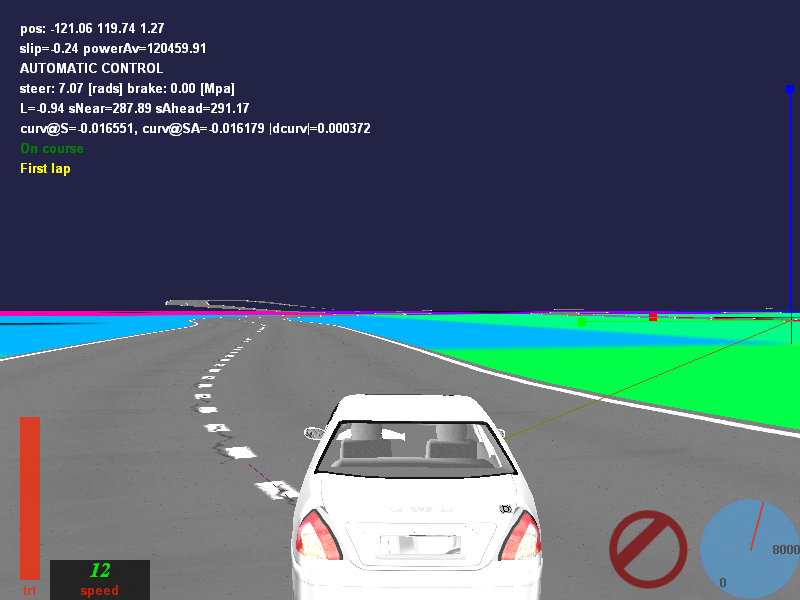 pos: -121.06 119.74 1.27
slip=-0.24 powerAv=120459.91
AUTOMATIC CONTROL
steer: 7.07 [rads] brake: 0.00 [Mpa]
L=-0.94 sNear=287.89 sAhead=291.17
curv@S=-0.016551, curv@SA=-0.016179 |dcurv|=0.000372
On course
First lap
8000
0
12
trt
speed